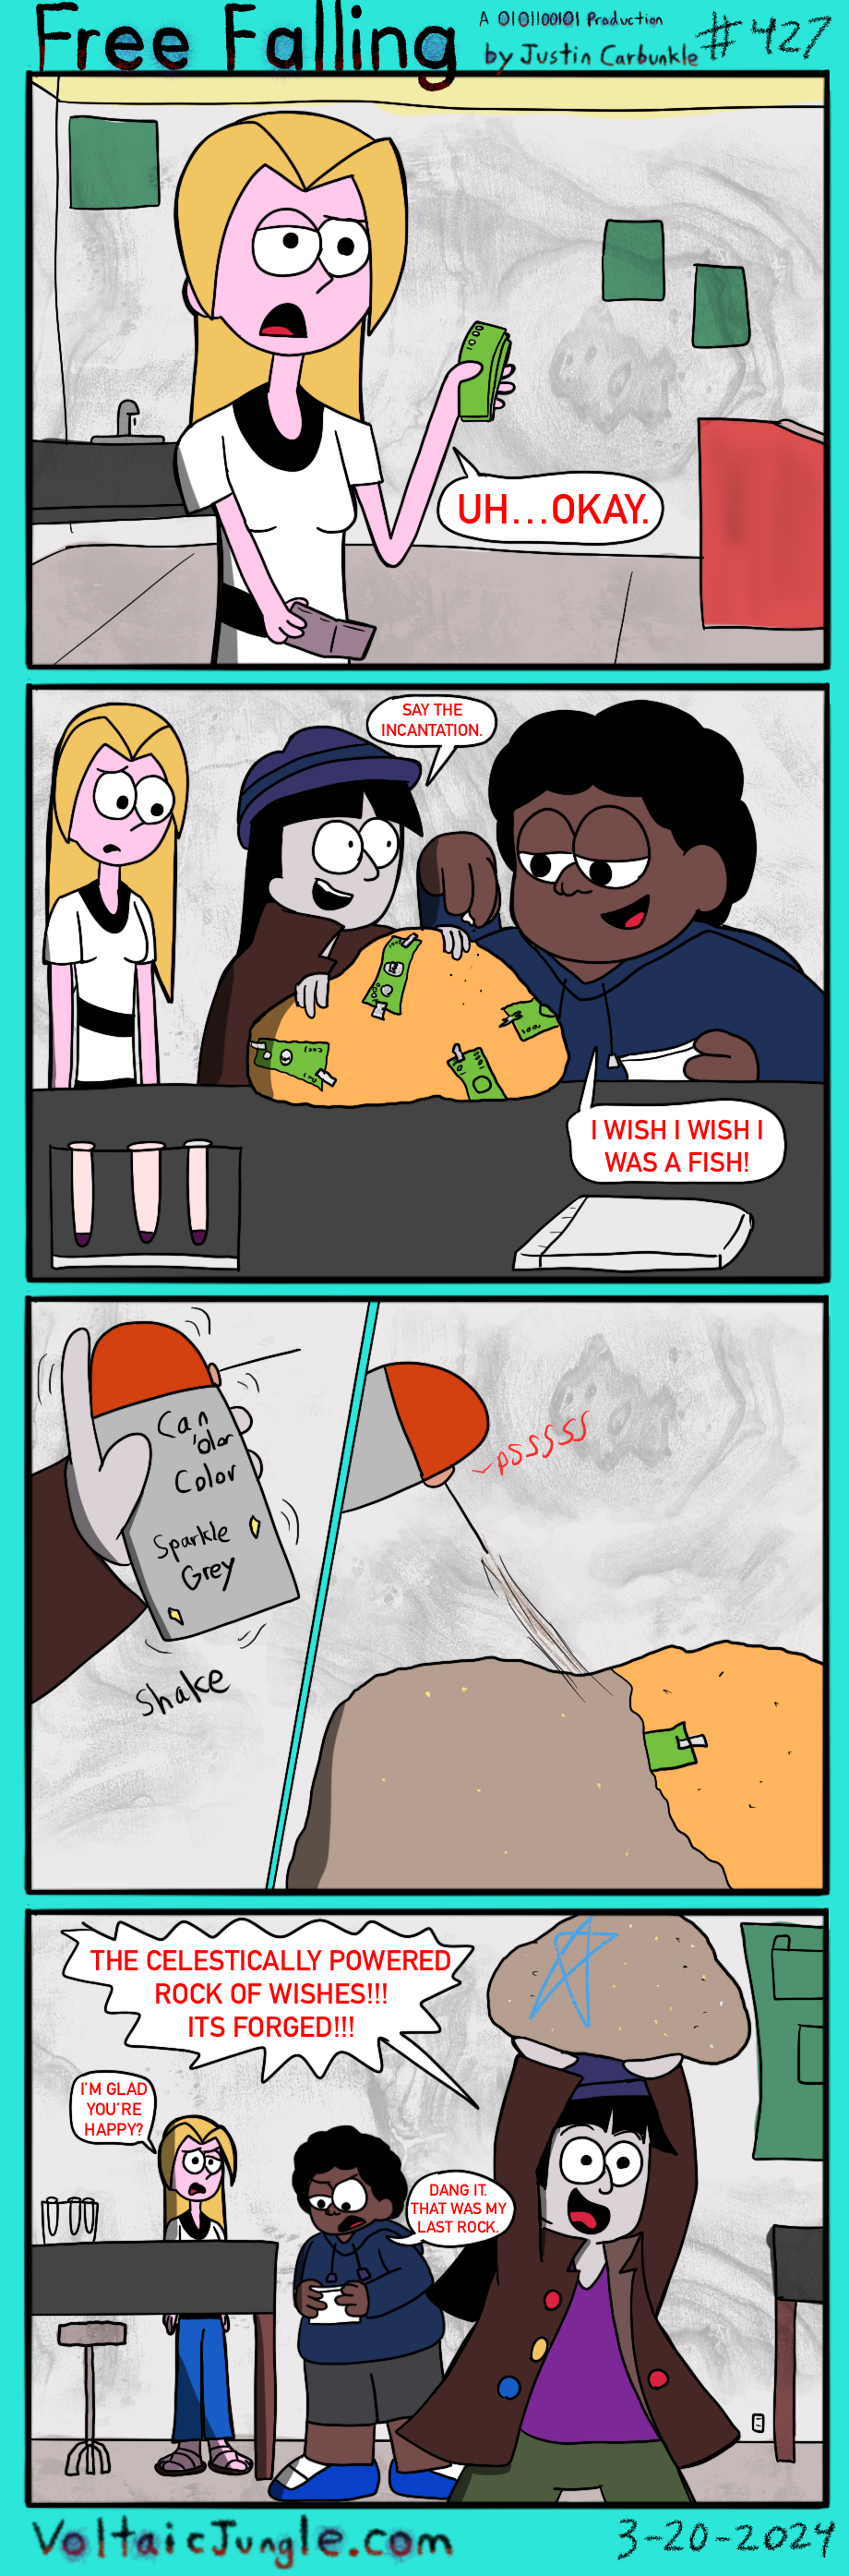 Free Falling
A 0101100101 Production
by Justin Carbunkle
#427
UH...OKAY.
SAY THE
INCANTATION.
I WISH I WISH I
WAS A FISH!
Can
'olor
Color
Sparkle
Grey
Shake
psssss
THE CELESTICALLY POWERED
ROCK OF WISHES!!!
ITS FORGED!!!
I'M GLAD
YOU'RE
HAPPY?
DANG IT.
THAT WAS MY
LAST ROCK.
VoltaicJungle.com
3-20-2024